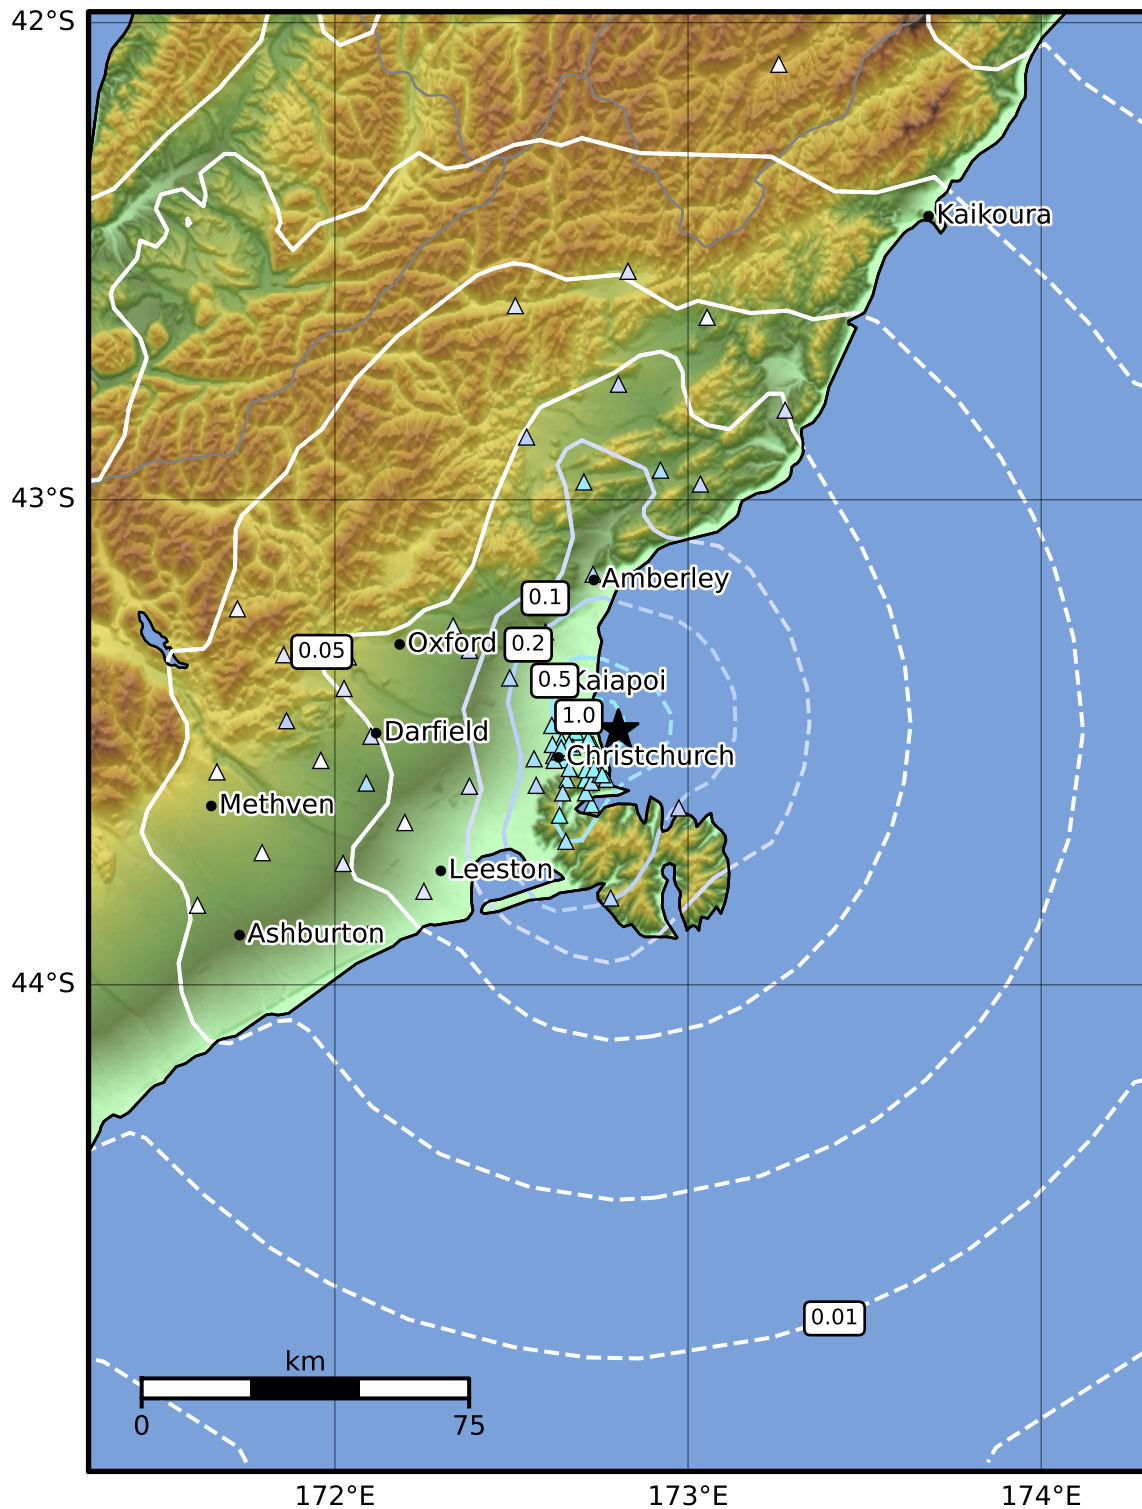 42°S
Kaikoura
43°S
Amberley
0.1
Oxford
0.2
0.05
0.5
Kaiapoi
1.0
Darfield
Christchurch
Methven
Leeston
Ashburton
44°S
0.01
km
0
75
172°E
173°E
174°E